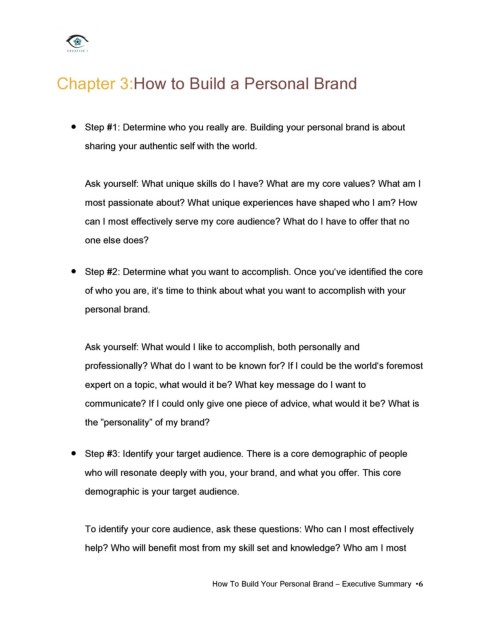 Chapter 3:How to Build a Personal Brand
• Step #1: Determine who you really are. Building your personal brand is about
sharing your authentic self with the world.
Ask yourself: What unique skills do I have? What are my core values? What am I
most passionate about? What unique experiences have shaped who I am? How
can I most effectively serve my core audience? What do I have to offer that no
one else does?
• Step #2: Determine what you want to accomplish. Once you've identified the core
of who you are, it's time to think about what you want to accomplish with your
personal brand.
Ask yourself: What would I like to accomplish, both personally and
professionally? What do I want to be known for? If I could be the world's foremost
expert on a topic, what would it be? What key message do I want to
communicate? If I could only give one piece of advice, what would it be? What is
the "personality" of my brand?
• Step #3: Identify your target audience. There is a core demographic of people
who will resonate deeply with you, your brand, and what you offer. This core
demographic is your target audience.
To identify your core audience, ask these questions: Who can I most effectively
help? Who will benefit most from my skill set and knowledge? Who am I most
How To Build Your Personal Brand – Executive Summary •6